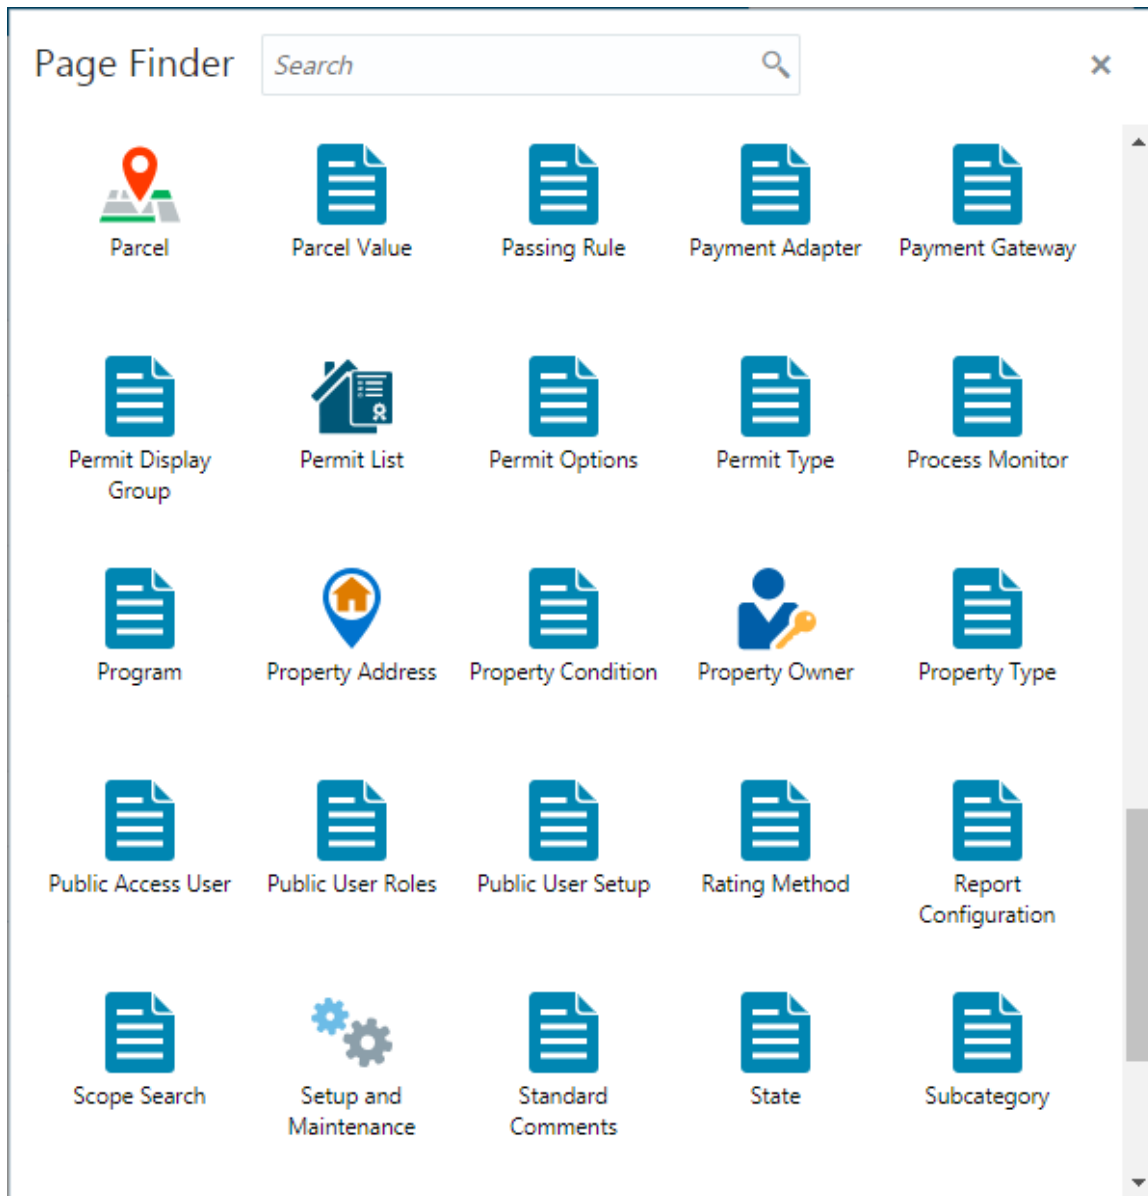 Page Finder
Search
Parcel
Parcel Value
Passing Rule
Payment Adapter
Payment Gateway
Permit Display
Group
Permit List
Permit Options
Permit Type
Process Monitor
Program
Property Address
Property Condition
Property Owner
Property Type
Public Access User
Public User Roles
Public User Setup
Rating Method
Report
Configuration
Scope Search
Setup and
Maintenance
Standard
Comments
State
Subcategory